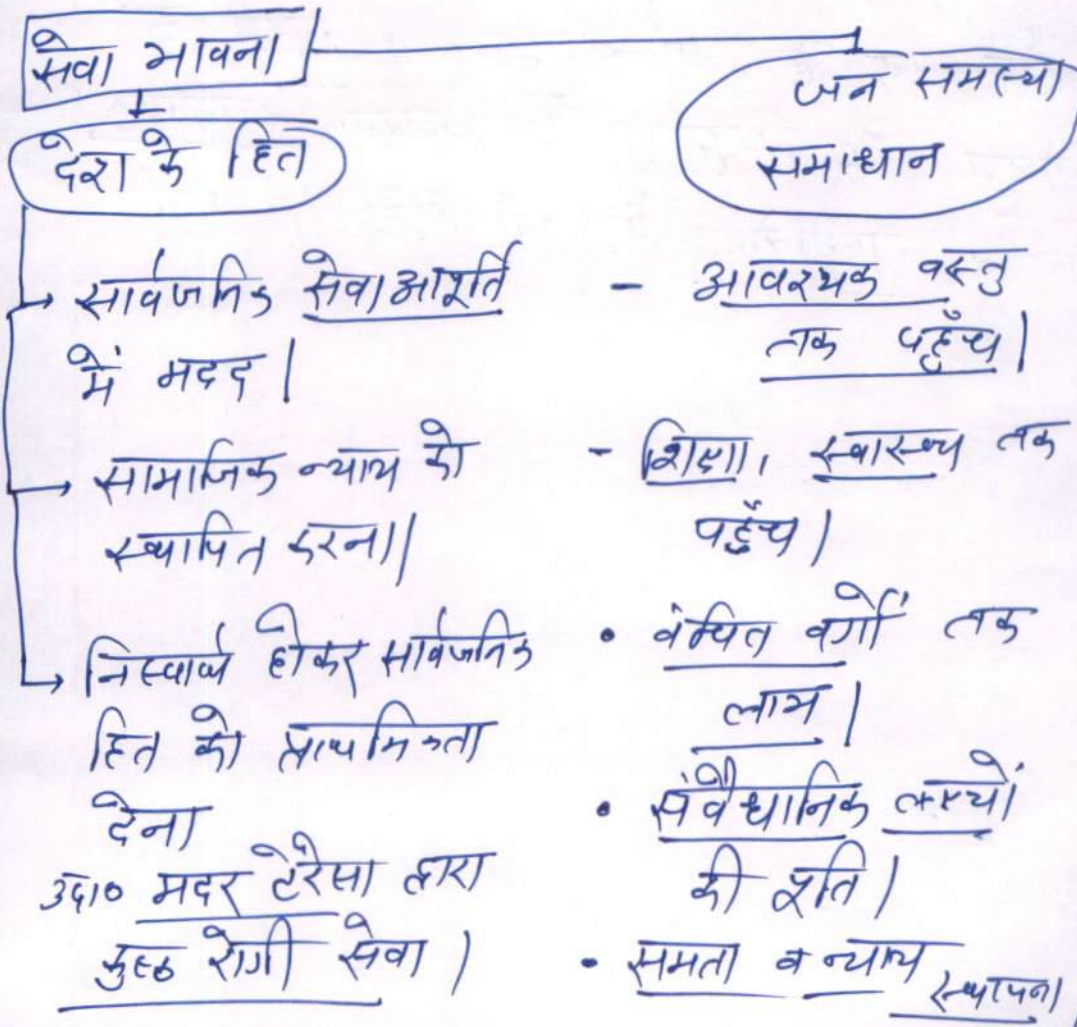 सेवा भावना
देश के हित
→ सार्वजनिक सेवा आपूर्ति
में मदद।
→ सामाजिक न्याय को
स्थापित करना।
→ निस्वार्थ होकर सार्वजनिक
हित को प्राथमिकता
देना
उदा० मदर टेरेसा द्वारा
कुष्ठ रोगी सेवा।
जन समस्या
समाधान
- आवश्यक वस्तु
तक पहुँच।
- शिक्षा, स्वास्थ्य तक
पहुँच।
• वंचित वर्गों तक
लाभ।
• संवैधानिक लक्ष्यों
की पूर्ति।
• समता व न्याय स्थापना